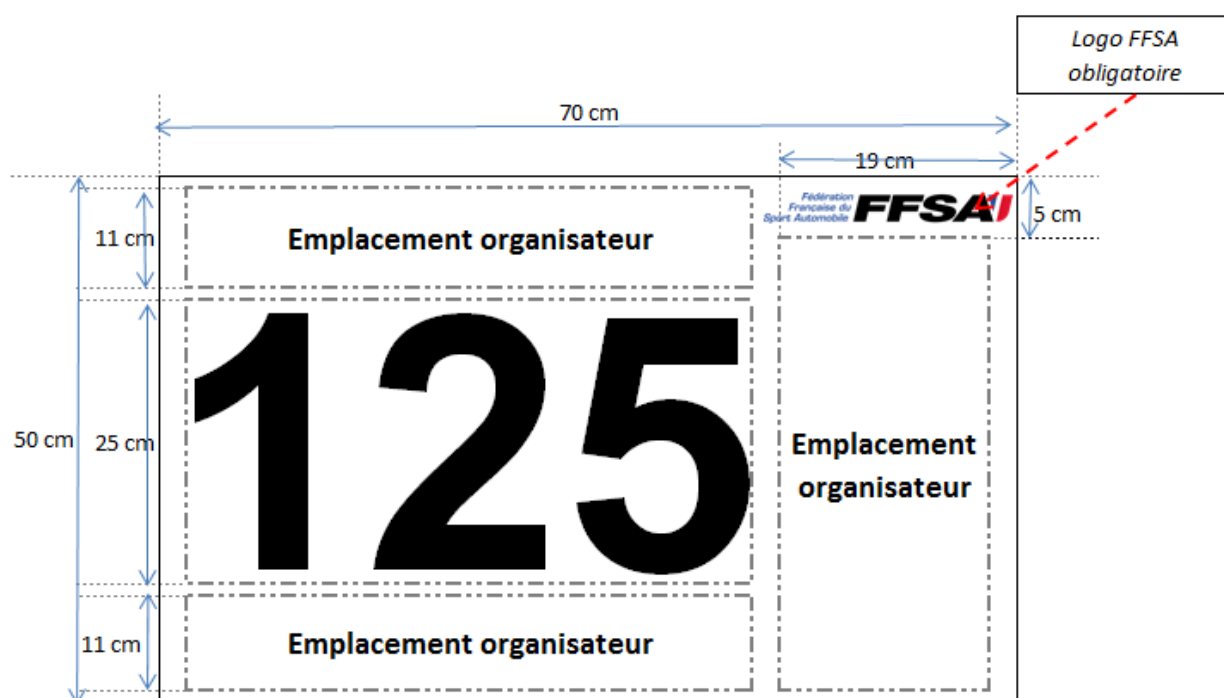 Logo FFSA
obligatoire
70 cm
19 cm
Fédération
Française du
Sport Automobile
FFSA
5 cm
11 cm
Emplacement organisateur
50 cm
25 cm
125
Emplacement
organisateur
11 cm
Emplacement organisateur